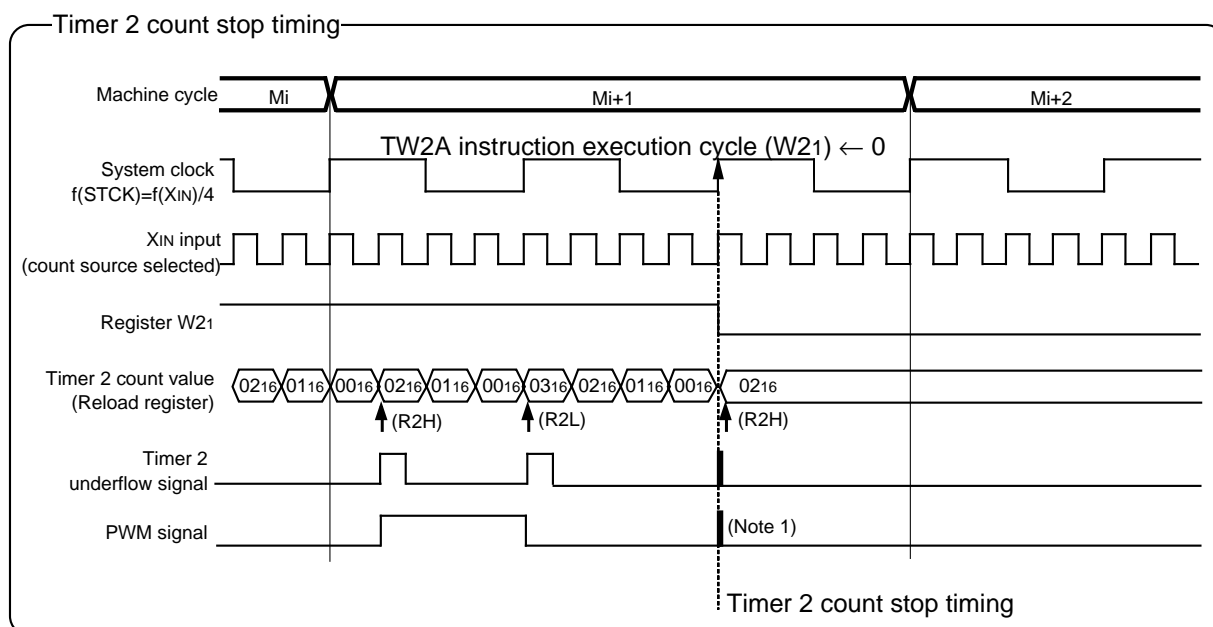 Timer 2 count stop timing
Machine cycle Mi Mi+1 Mi+2
TW2A instruction execution cycle (W21) ← 0
System clock
f(STCK)=f(XIN)/4
XIN input
(count source selected)
Register W21
Timer 2 count value 0216 0116 0016 0216 0116 0016 0316 0216 0116 0016 0216
(Reload register) (R2H) (R2L) (R2H)
Timer 2
underflow signal
PWM signal (Note 1)
Timer 2 count stop timing